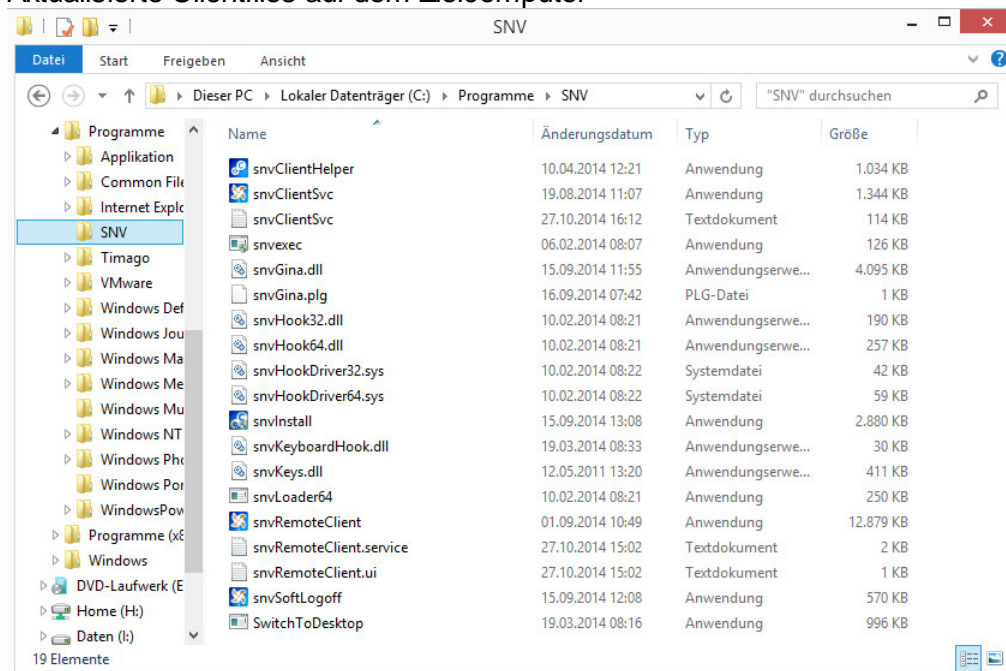 Aktualisierte Clientfiles auf dem Zielcomputer
SNV
Datei Start Freigeben Ansicht
Dieser PC Lokaler Datenträger (C:) Programme SNV "SNV" durchsuchen
Programme
Applikation
Common File
Internet Explo
SNV
Timago
VMware
Windows Def
Windows Jou
Windows Ma
Windows Me
Windows Mu
Windows NT
Windows Pho
Windows Por
WindowsPow
Programme (x8
Windows
DVD-Laufwerk (E
Home (H:)
Daten (I:)
Name Änderungsdatum Typ Größe
snvClientHelper 10.04.2014 12:21 Anwendung 1.034 KB
snvClientSvc 19.08.2014 11:07 Anwendung 1.344 KB
snvClientSvc 27.10.2014 16:12 Textdokument 114 KB
snvexec 06.02.2014 08:07 Anwendung 126 KB
snvGina.dll 15.09.2014 11:55 Anwendungserwe... 4.095 KB
snvGina.plg 16.09.2014 07:42 PLG-Datei 1 KB
snvHook32.dll 10.02.2014 08:21 Anwendungserwe... 190 KB
snvHook64.dll 10.02.2014 08:21 Anwendungserwe... 257 KB
snvHookDriver32.sys 10.02.2014 08:22 Systemdatei 42 KB
snvHookDriver64.sys 10.02.2014 08:22 Systemdatei 59 KB
snvInstall 15.09.2014 13:08 Anwendung 2.880 KB
snvKeyboardHook.dll 19.03.2014 08:33 Anwendungserwe... 30 KB
snvKeys.dll 12.05.2011 13:20 Anwendungserwe... 411 KB
snvLoader64 10.02.2014 08:21 Anwendung 250 KB
snvRemoteClient 01.09.2014 10:49 Anwendung 12.879 KB
snvRemoteClient.service 27.10.2014 15:02 Textdokument 2 KB
snvRemoteClient.ui 27.10.2014 15:02 Textdokument 1 KB
snvSoftLogoff 15.09.2014 12:08 Anwendung 570 KB
SwitchToDesktop 19.03.2014 08:16 Anwendung 996 KB
19 Elemente